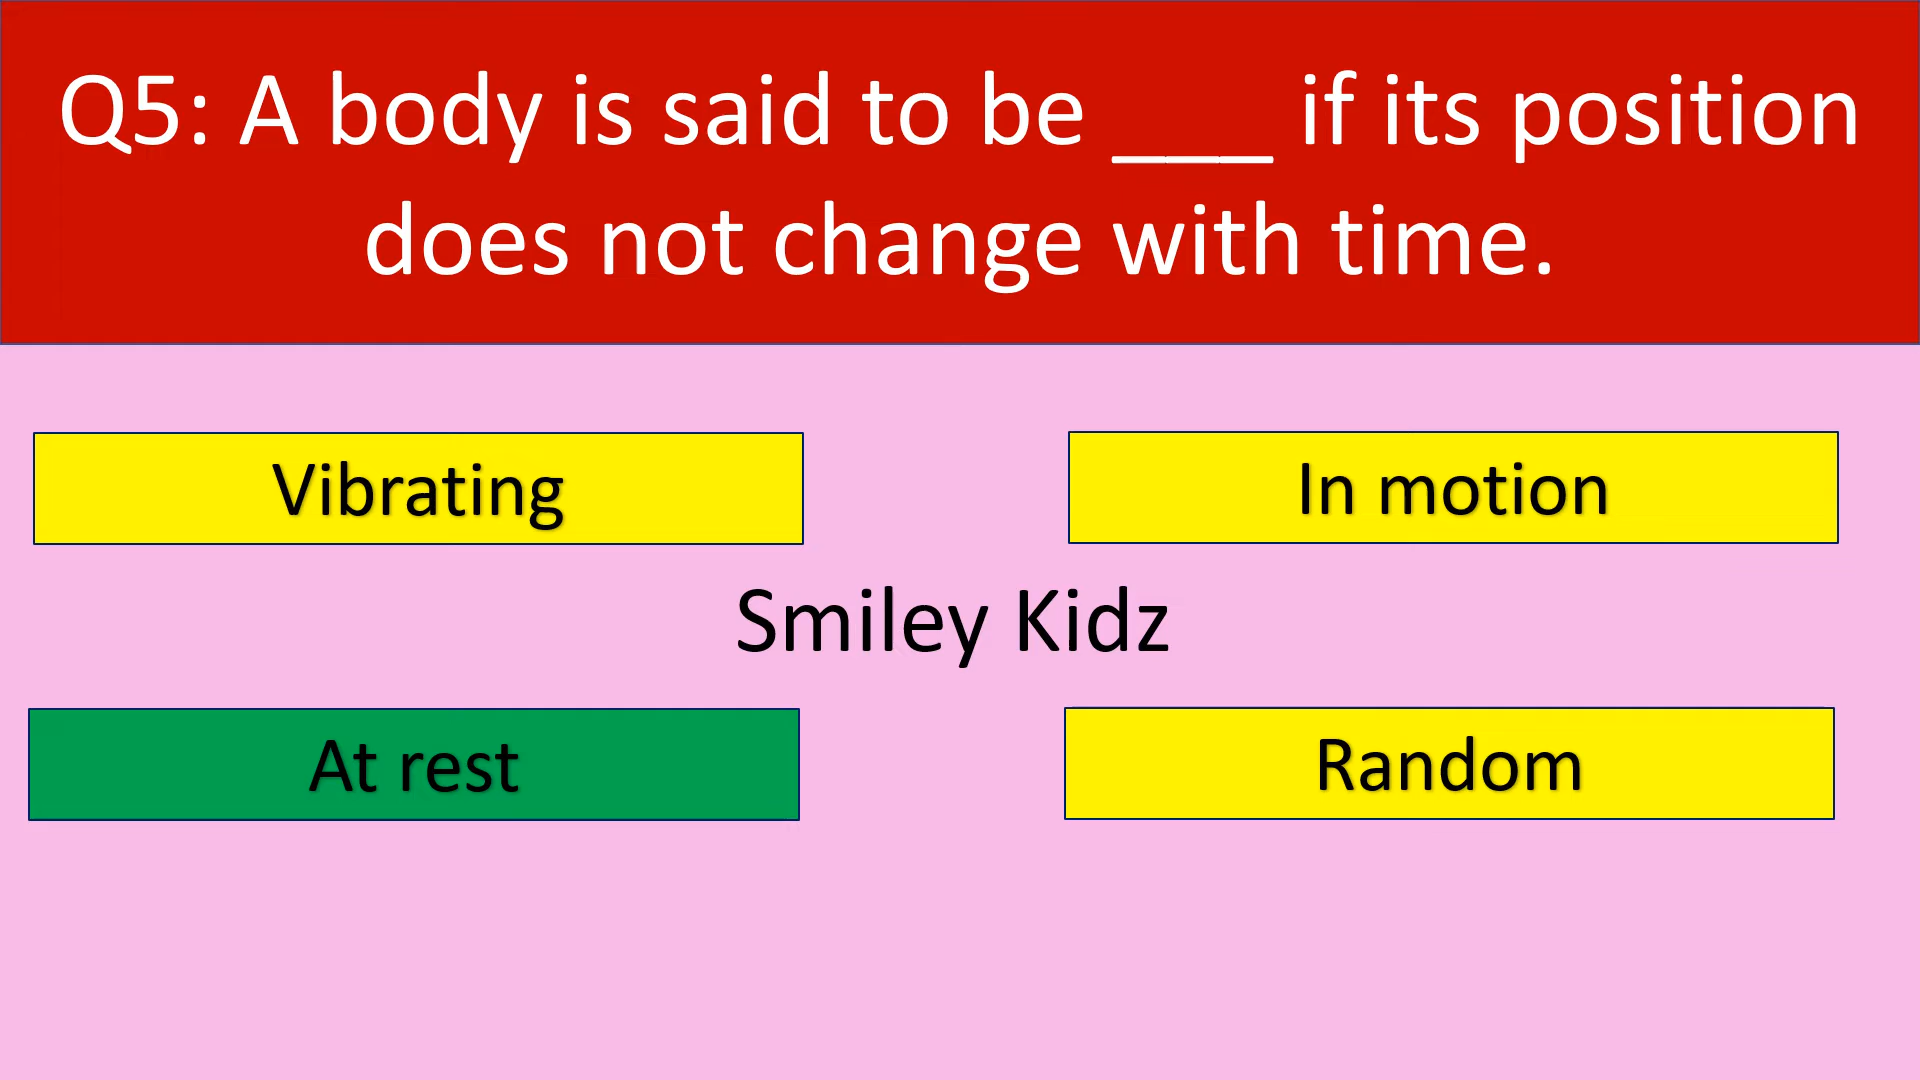 Q5: A body is said to be ___ if its position
does not change with time.
Vibrating
In motion
Smiley Kidz
At rest
Random